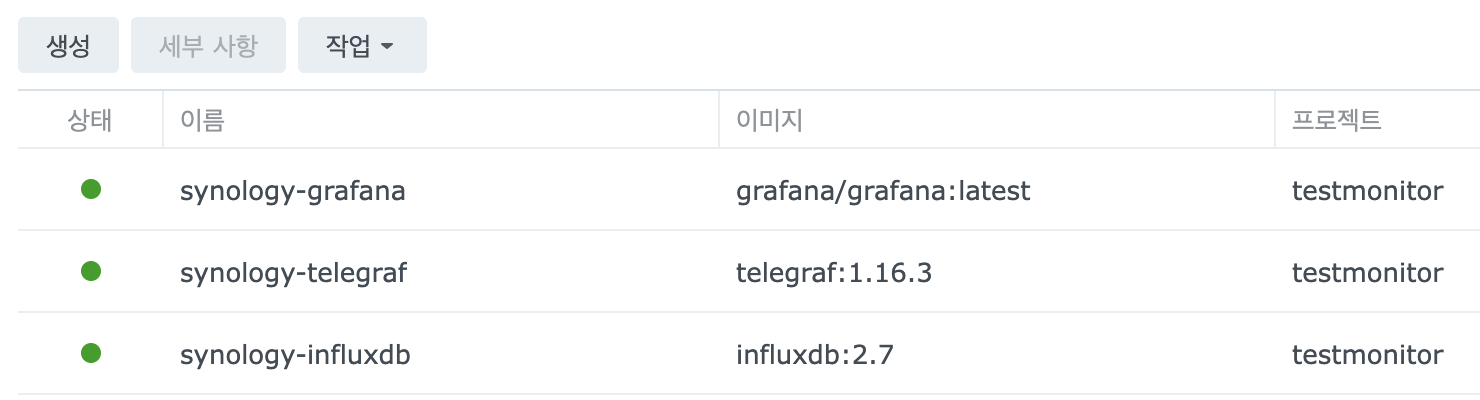 생성 세부 사항 작업
상태 이름 이미지 프로젝트
synology-grafana grafana/grafana:latest testmonitor
synology-telegraf telegraf:1.16.3 testmonitor
synology-influxdb influxdb:2.7 testmonitor